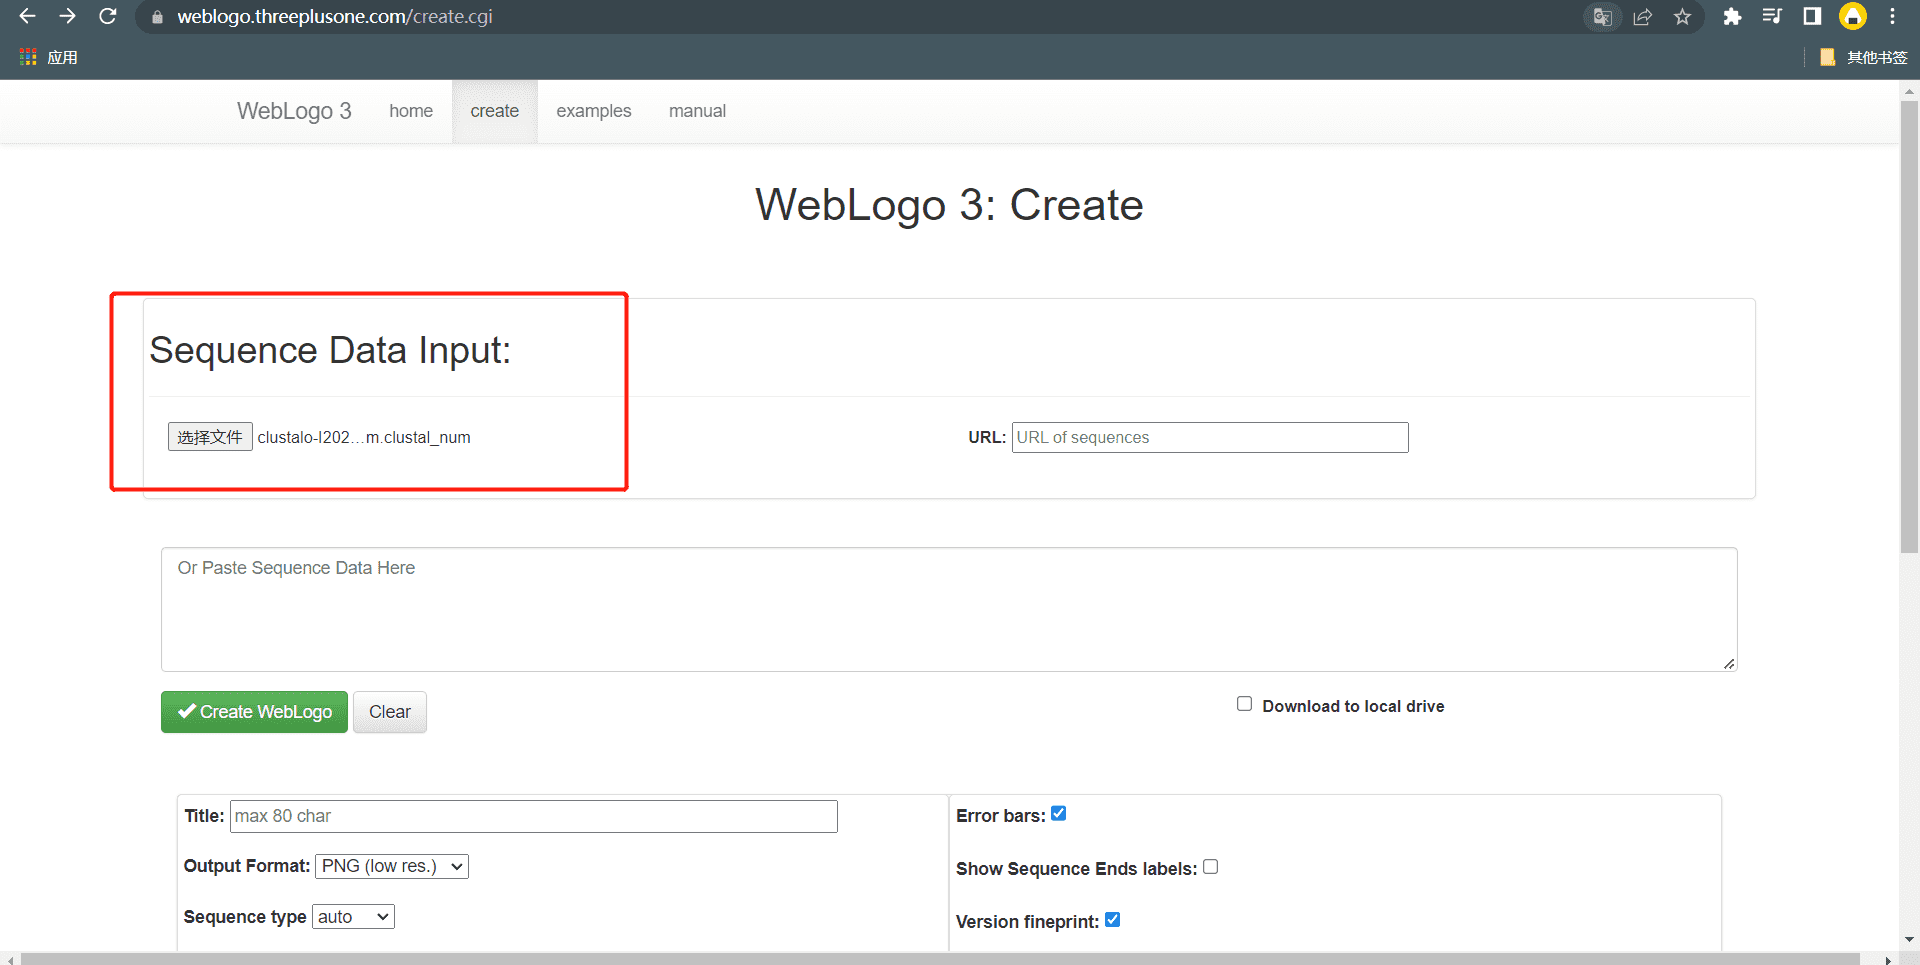 weblogo.threeplusone.com/create.cgi
应用
其他书签
WebLogo 3 home create examples manual
WebLogo 3: Create
Sequence Data Input:
选择文件 clustalo-I202...m.clustal_num URL: URL of sequences
Or Paste Sequence Data Here
Create WebLogo Clear Download to local drive
Title: max 80 char Error bars:
Output Format: PNG (low res.) Show Sequence Ends labels:
Sequence type auto Version fineprint: